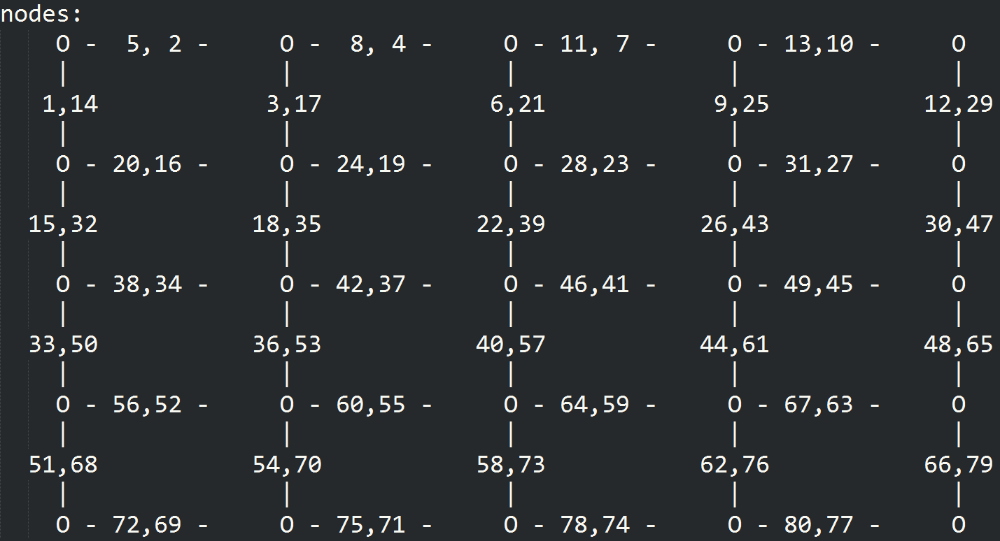 nodes:
    O -  5, 2 -     O -  8, 4 -     O - 11, 7 -     O - 13,10 -     O
    |               |               |               |               |
   1,14            3,17            6,21            9,25           12,29
    |               |               |               |               |
    O - 20,16 -     O - 24,19 -     O - 28,23 -     O - 31,27 -     O
    |               |               |               |               |
  15,32           18,35           22,39           26,43           30,47
    |               |               |               |               |
    O - 38,34 -     O - 42,37 -     O - 46,41 -     O - 49,45 -     O
    |               |               |               |               |
  33,50           36,53           40,57           44,61           48,65
    |               |               |               |               |
    O - 56,52 -     O - 60,55 -     O - 64,59 -     O - 67,63 -     O
    |               |               |               |               |
  51,68           54,70           58,73           62,76           66,79
    |               |               |               |               |
    O - 72,69 -     O - 75,71 -     O - 78,74 -     O - 80,77 -     O